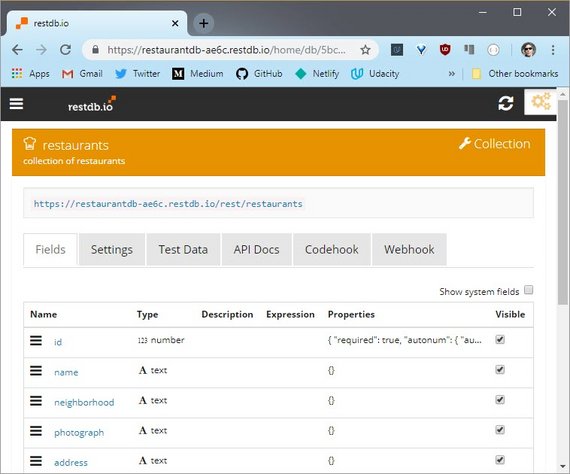 restdb.io
https://restaurantdb-ae6c.restdb.io/home/db/5bc...
Apps Gmail Twitter Medium GitHub Netlify Udacity » Other bookmarks
restdb.io
restaurants Collection
collection of restaurants
https://restaurantdb-ae6c.restdb.io/rest/restaurants
Fields Settings Test Data API Docs Codehook Webhook
Show system fields
Name Type Description Expression Properties Visible
id 123 number { "required": true, "autonum": { "au...
name A text {}
neighborhood A text {}
photograph A text {}
address A text {}